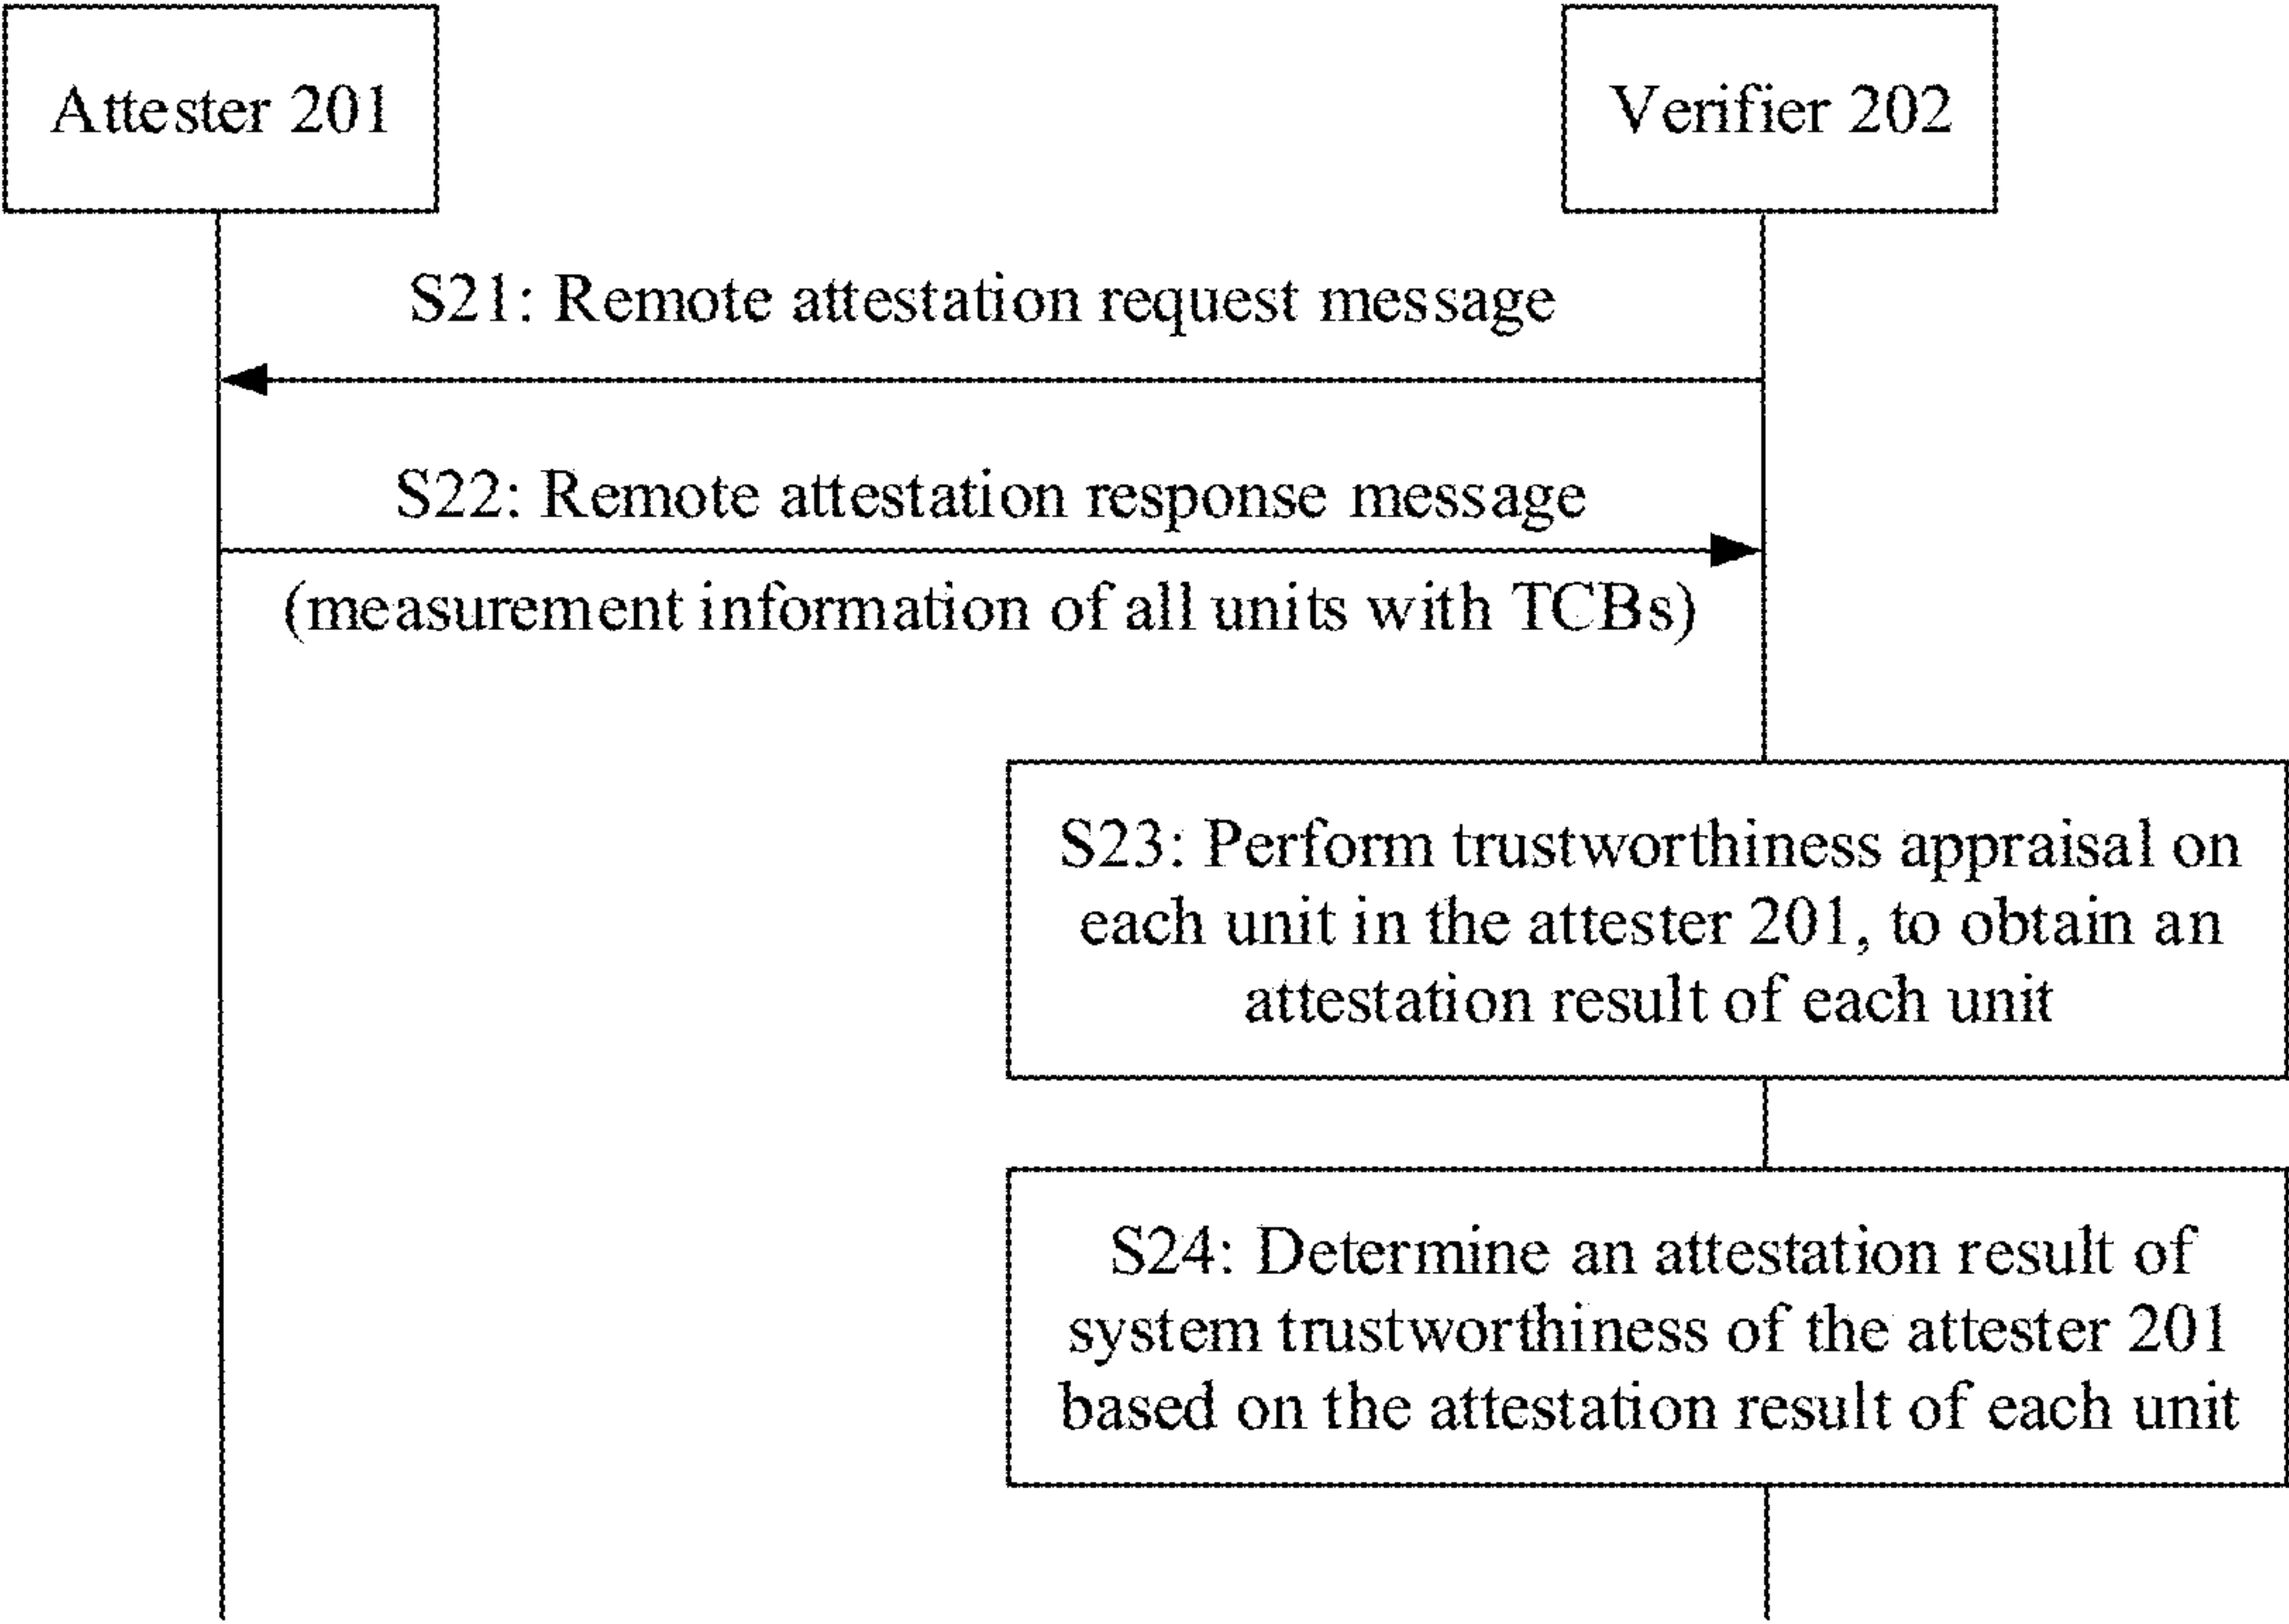 Attester 201
Verifier 202
S21: Remote attestation request message
S22: Remote attestation response message
(measurement information of all units with TCBs)
S23: Perform trustworthiness appraisal on
each unit in the attester 201, to obtain an
attestation result of each unit
S24: Determine an attestation result of
system trustworthiness of the attester 201
based on the attestation result of each unit